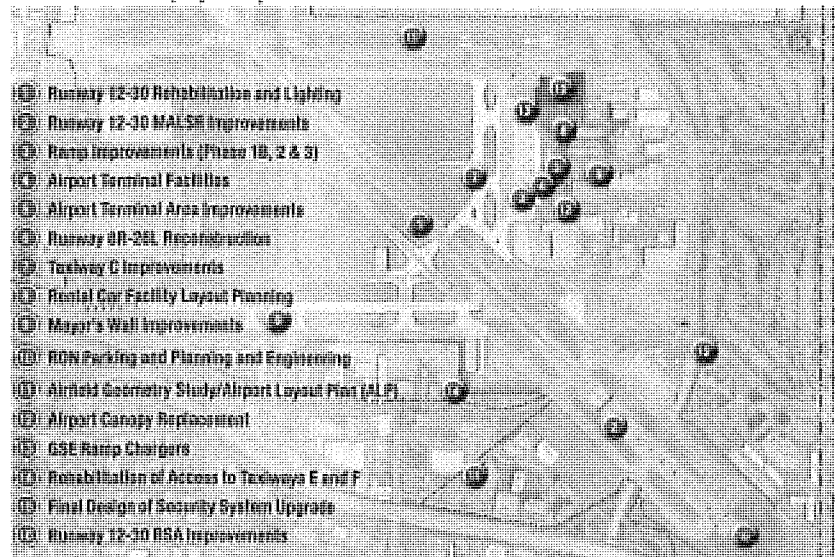 Runway 12-30 Rehabilitation and Lighting
Runway 12-30 MALSR Improvements
Ramp Improvements (Phase 1B, 2 & 3)
Airport Terminal Facilities
Airport Terminal Area Improvements
Runway 8R-26L Reconstruction
Taxiway C Improvements
Rental Car Facility Layout Planning
Mayor's Wall Improvements
10 RON Parking and Planning and Engineering
11 Airfield Geometry Study/Airport Layout Plan (ALP)
12 Airport Canopy Replacement
GSE Ramp Chargers
Rehabilitation of Access to Taxiways E and F
Final Design of Security System Upgrade
Runway 12-30 RSA Improvements